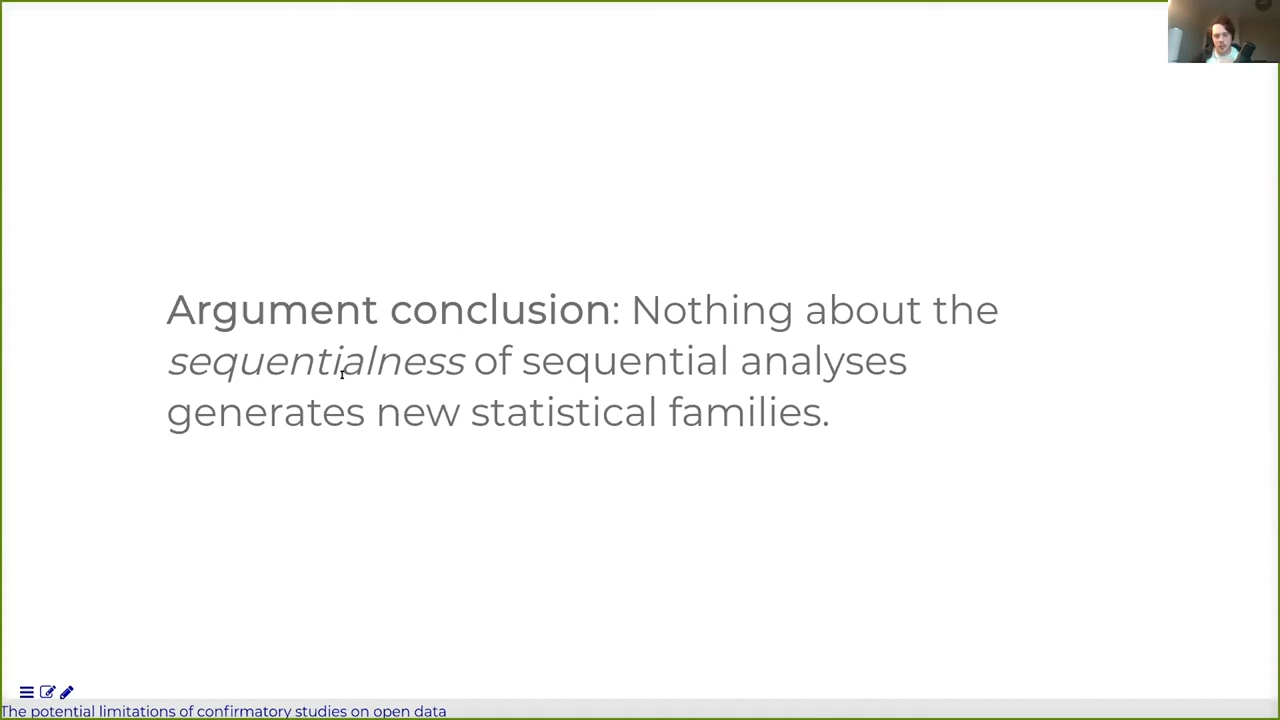 Argument conclusion: Nothing about the
sequentialness of sequential analyses
generates new statistical families.
The potential limitations of confirmatory studies on open data